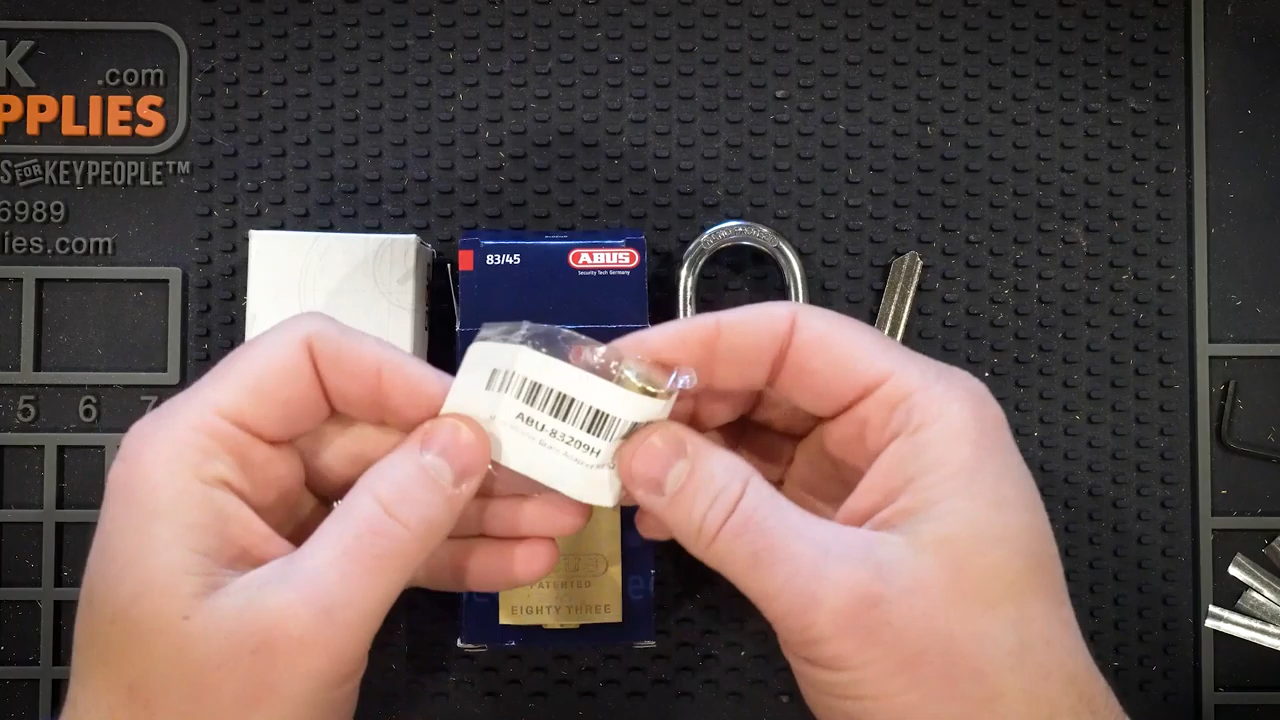 K .com
PPLIES
S FOR KEYPEOPLE™
6989
lies.com
5 6 7
83/45
ABUS
Security Tech Germany
ABU-83209H
PATENTED
EIGHTY THREE